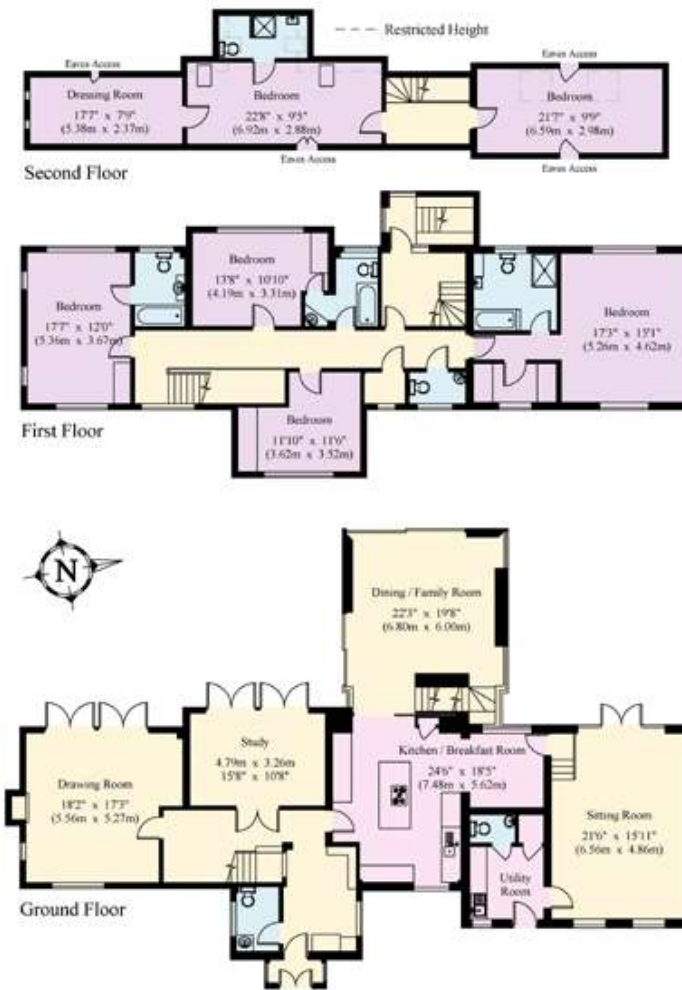 Restricted Height
Eaves Access
Eaves Access
Dressing Room
17'7" x 7'9"
(5.38m x 2.37m)
Bedroom
22'8" x 9'5"
(6.92m x 2.88m)
Bedroom
21'7" x 9'9"
(6.59m x 2.98m)
Eaves Access
Eaves Access
Second Floor
Bedroom
13'8" x 10'10"
(4.19m x 3.31m)
Bedroom
17'7" x 12'0"
(5.36m x 3.67m)
Bedroom
17'3" x 15'1"
(5.26m x 4.62m)
Bedroom
11'10" x 11'6"
(3.62m x 3.52m)
First Floor
N
Dining / Family Room
22'3" x 19'8"
(6.80m x 6.00m)
Study
4.79m x 3.26m
15'8" x 10'8"
Kitchen / Breakfast Room
24'6" x 18'5"
(7.48m x 5.62m)
Drawing Room
18'2" x 17'3"
(5.56m x 5.27m)
Sitting Room
21'6" x 15'11"
(6.56m x 4.86m)
Utility
Room
Ground Floor